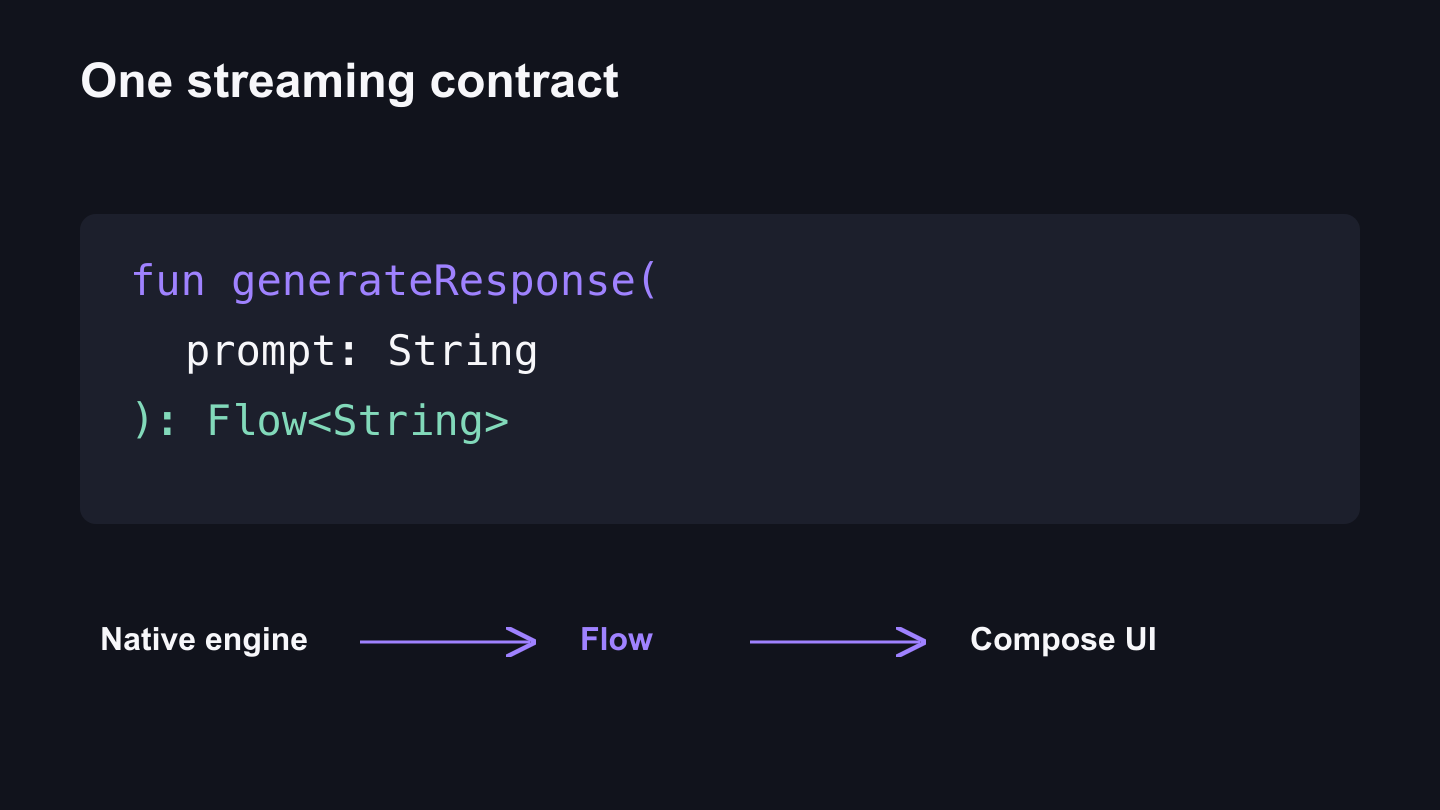 One streaming contract
fun generateResponse(
prompt: String
): Flow<String>
Native engine
Flow
Compose UI